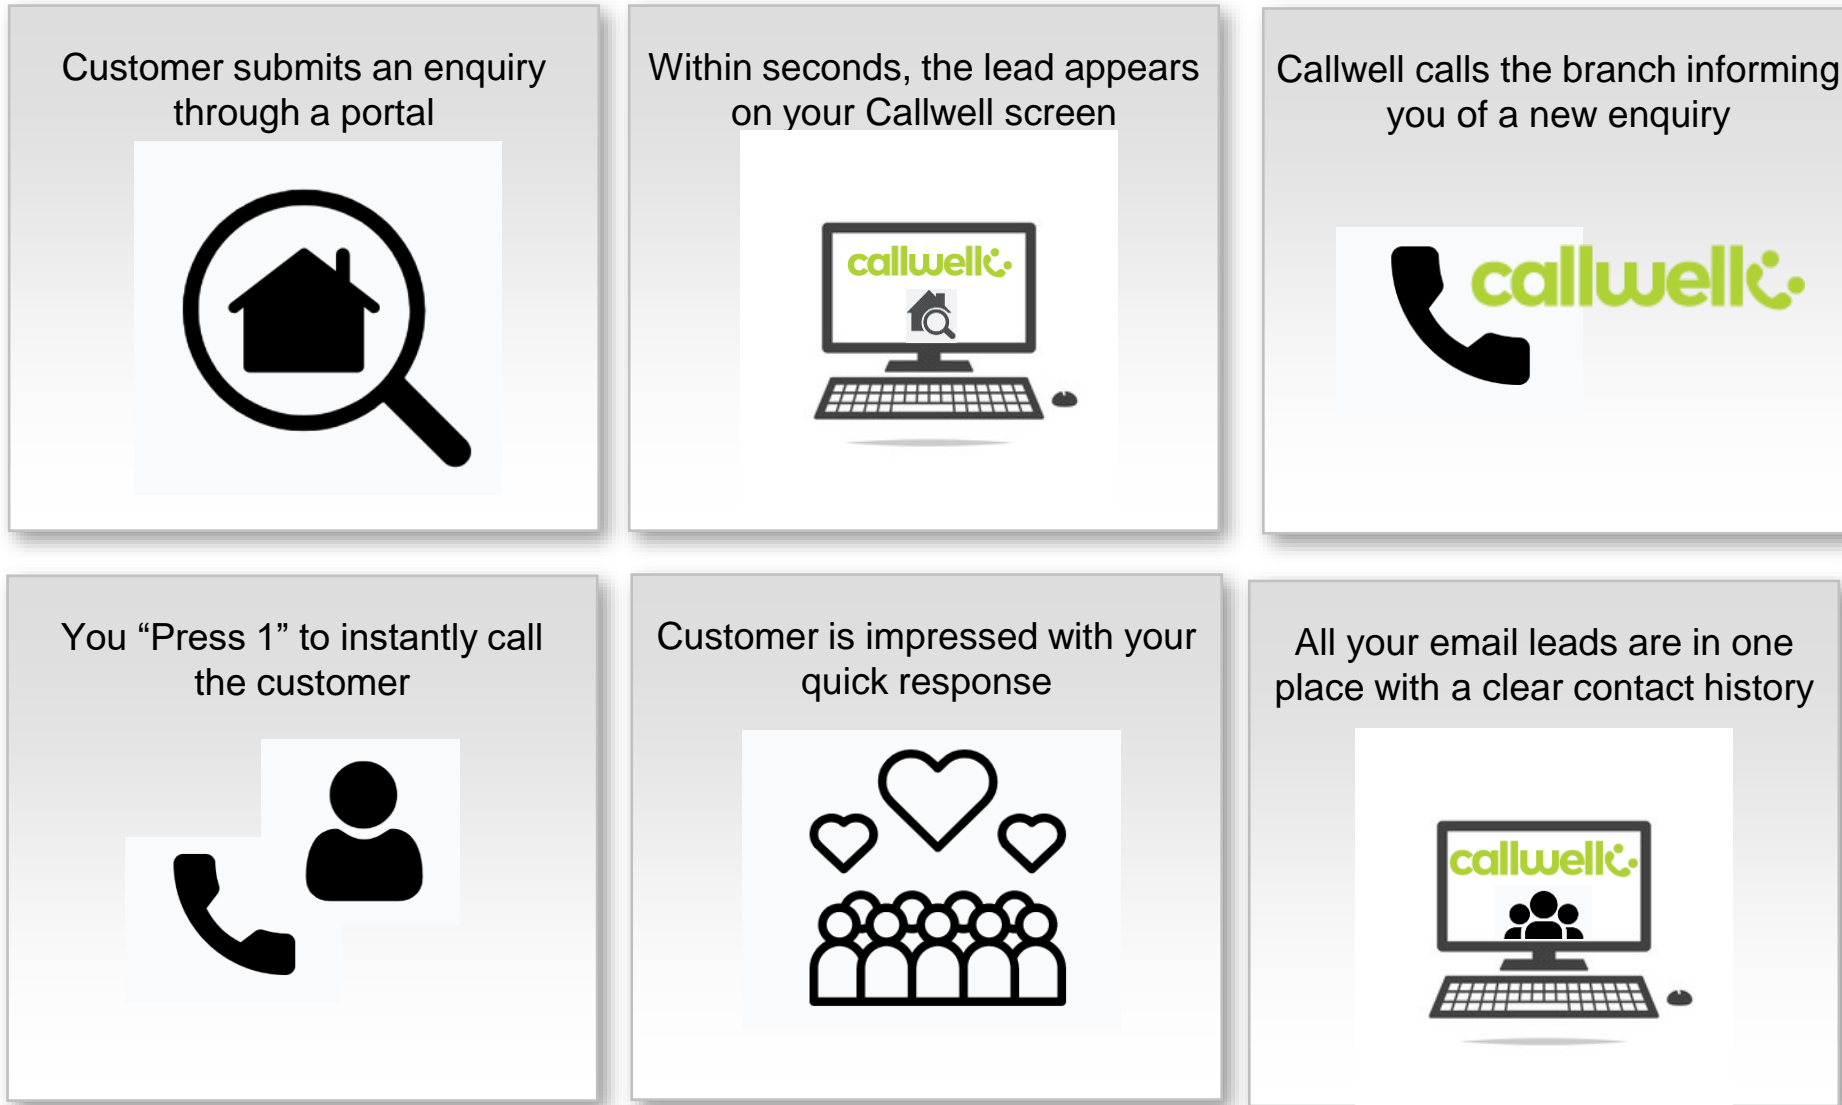 Customer submits an enquiry
through a portal
Within seconds, the lead appears
on your Callwell screen
callwell
Callwell calls the branch informing
you of a new enquiry
callwell
You “Press 1” to instantly call
the customer
Customer is impressed with your
quick response
All your email leads are in one
place with a clear contact history
callwell